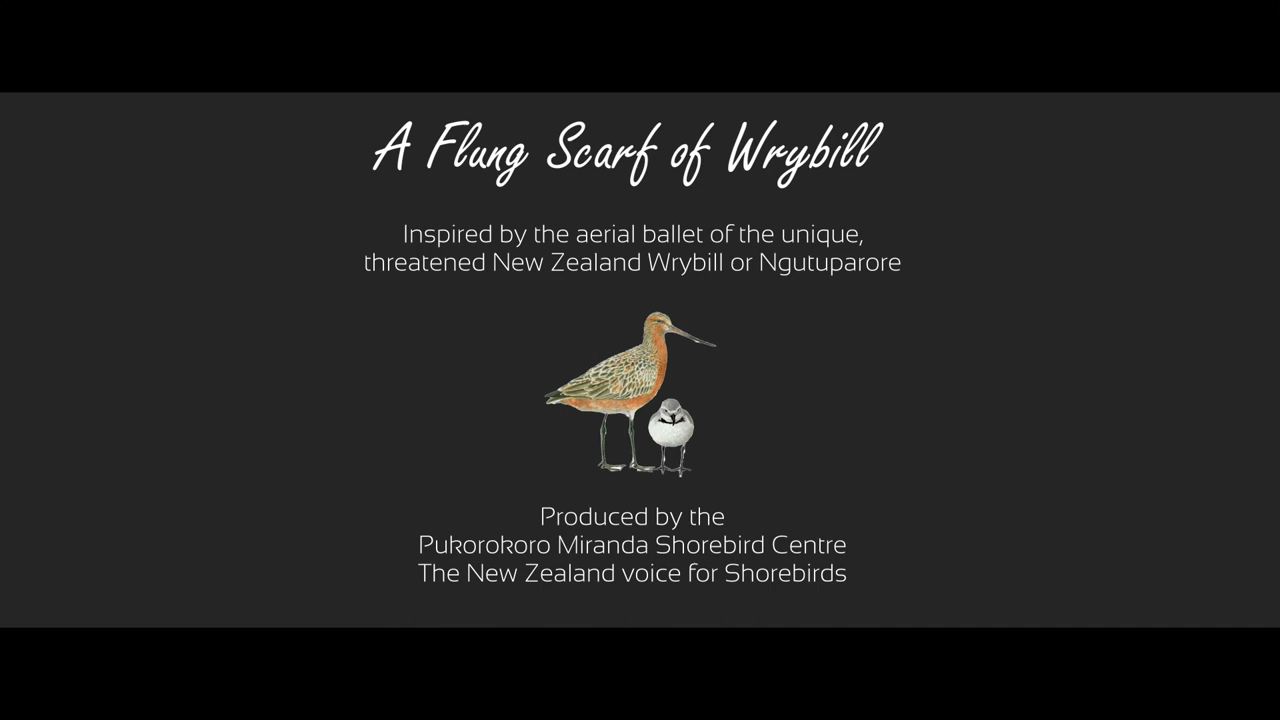 A Flung Scarf of Wrybill
Inspired by the aerial ballet of the unique,
threatened New Zealand Wrybill or Ngutuparore
Produced by the
Pukorokoro Miranda Shorebird Centre
The New Zealand voice for Shorebirds